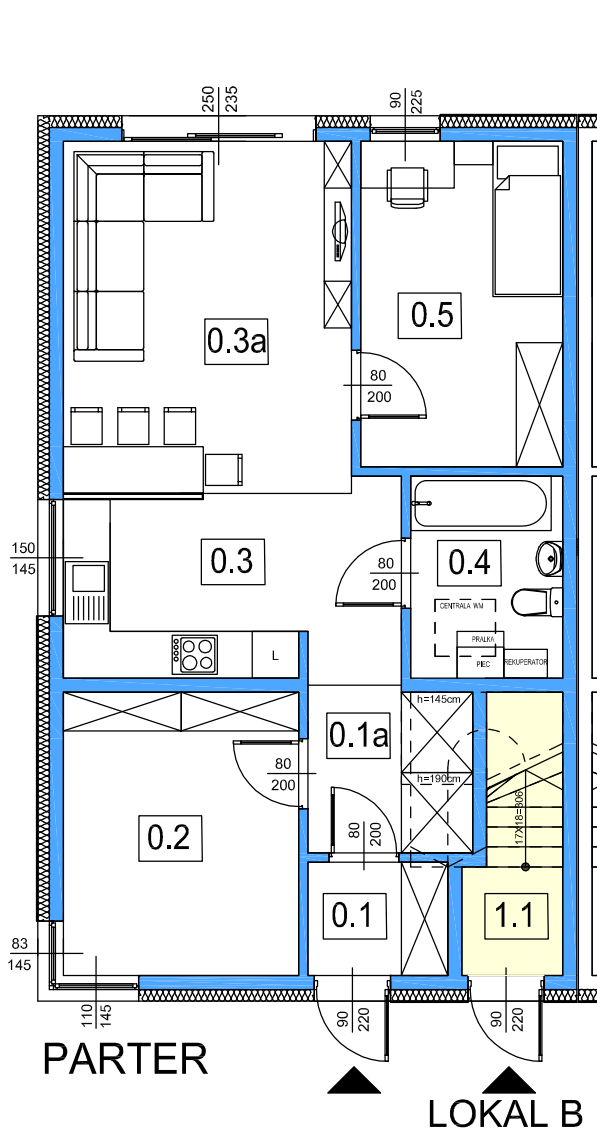 250
235
90
225
0.3a
0.5
80
200
150
145
0.3
80
200
0.4
CENTRALA WM
PRALKA
PIEC
REKUPERATOR
L
h=145cm
0.1a
h=190cm
80
200
0.2
80
200
17X18=306
0.1
1.1
83
145
110
145
90
220
90
220
PARTER
LOKAL B